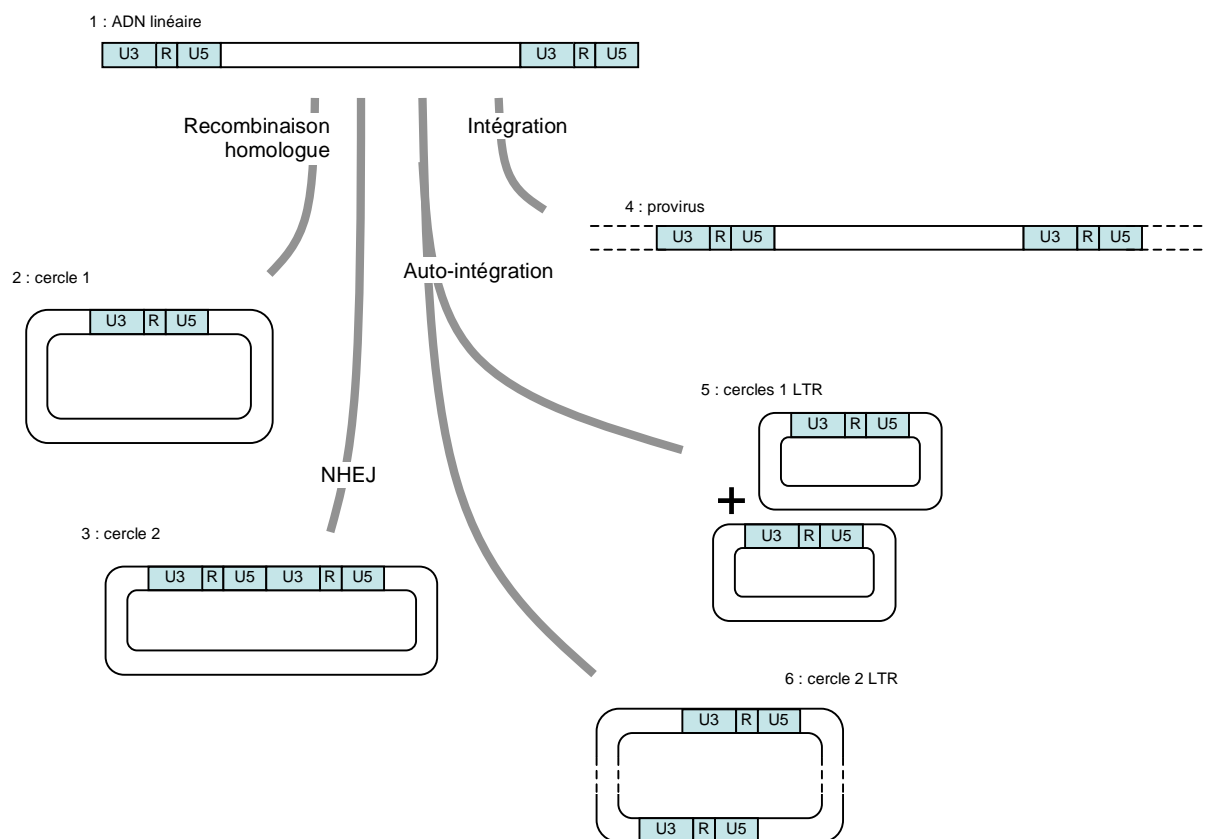 1 : ADN linéaire
U3 R U5 U3 R U5
Recombinaison
homologue
Intégration
4 : provirus
U3 R U5 U3 R U5
Auto-intégration
2 : cercle 1
U3 R U5
5 : cercles 1 LTR
U3 R U5
NHEJ
+
3 : cercle 2
U3 R U5
U3 R U5 U3 R U5
6 : cercle 2 LTR
U3 R U5
U3 R U5